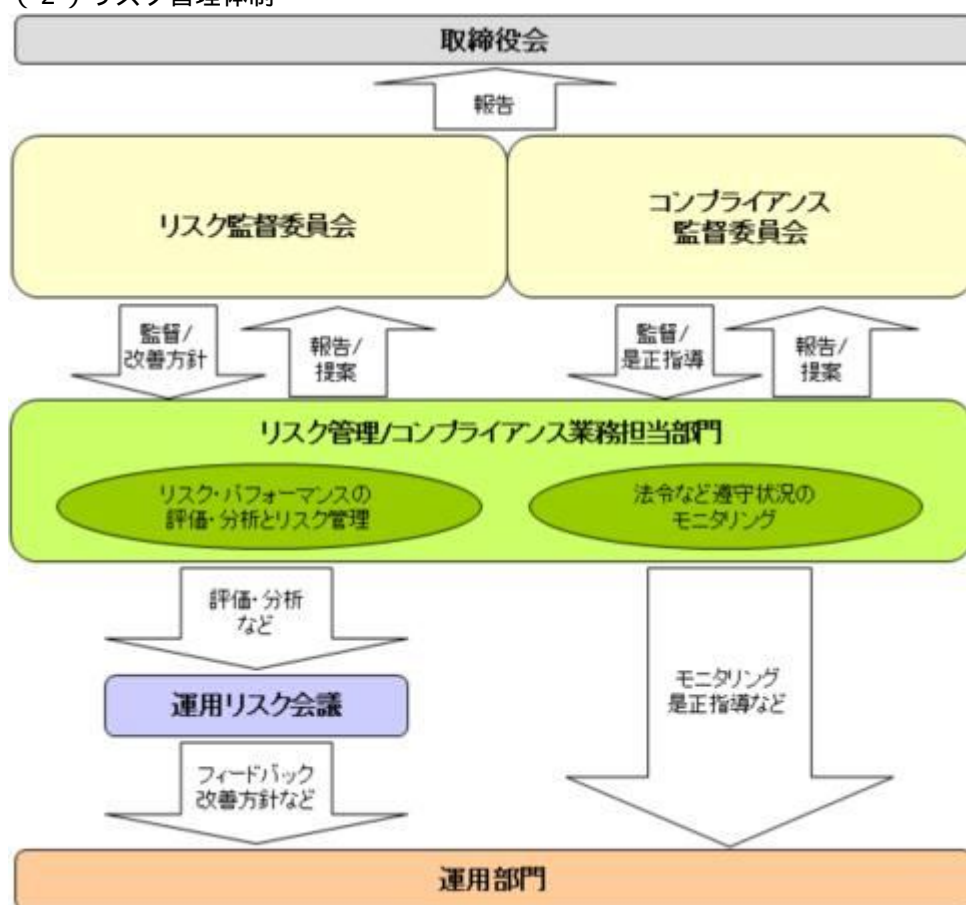 (2)リスク管理体制
取締役会
報告
リスク監督委員会
コンプライアンス
監督委員会
監督/
改善方針
報告/
提案
監督/
是正指導
報告/
提案
リスク管理/コンプライアンス業務担当部門
リスク・パフォーマンスの
評価・分析とリスク管理
法令など遵守状況の
モニタリング
評価・分析
など
運用リスク会議
モニタリング
是正指導など
フィードバック
改善方針など
運用部門